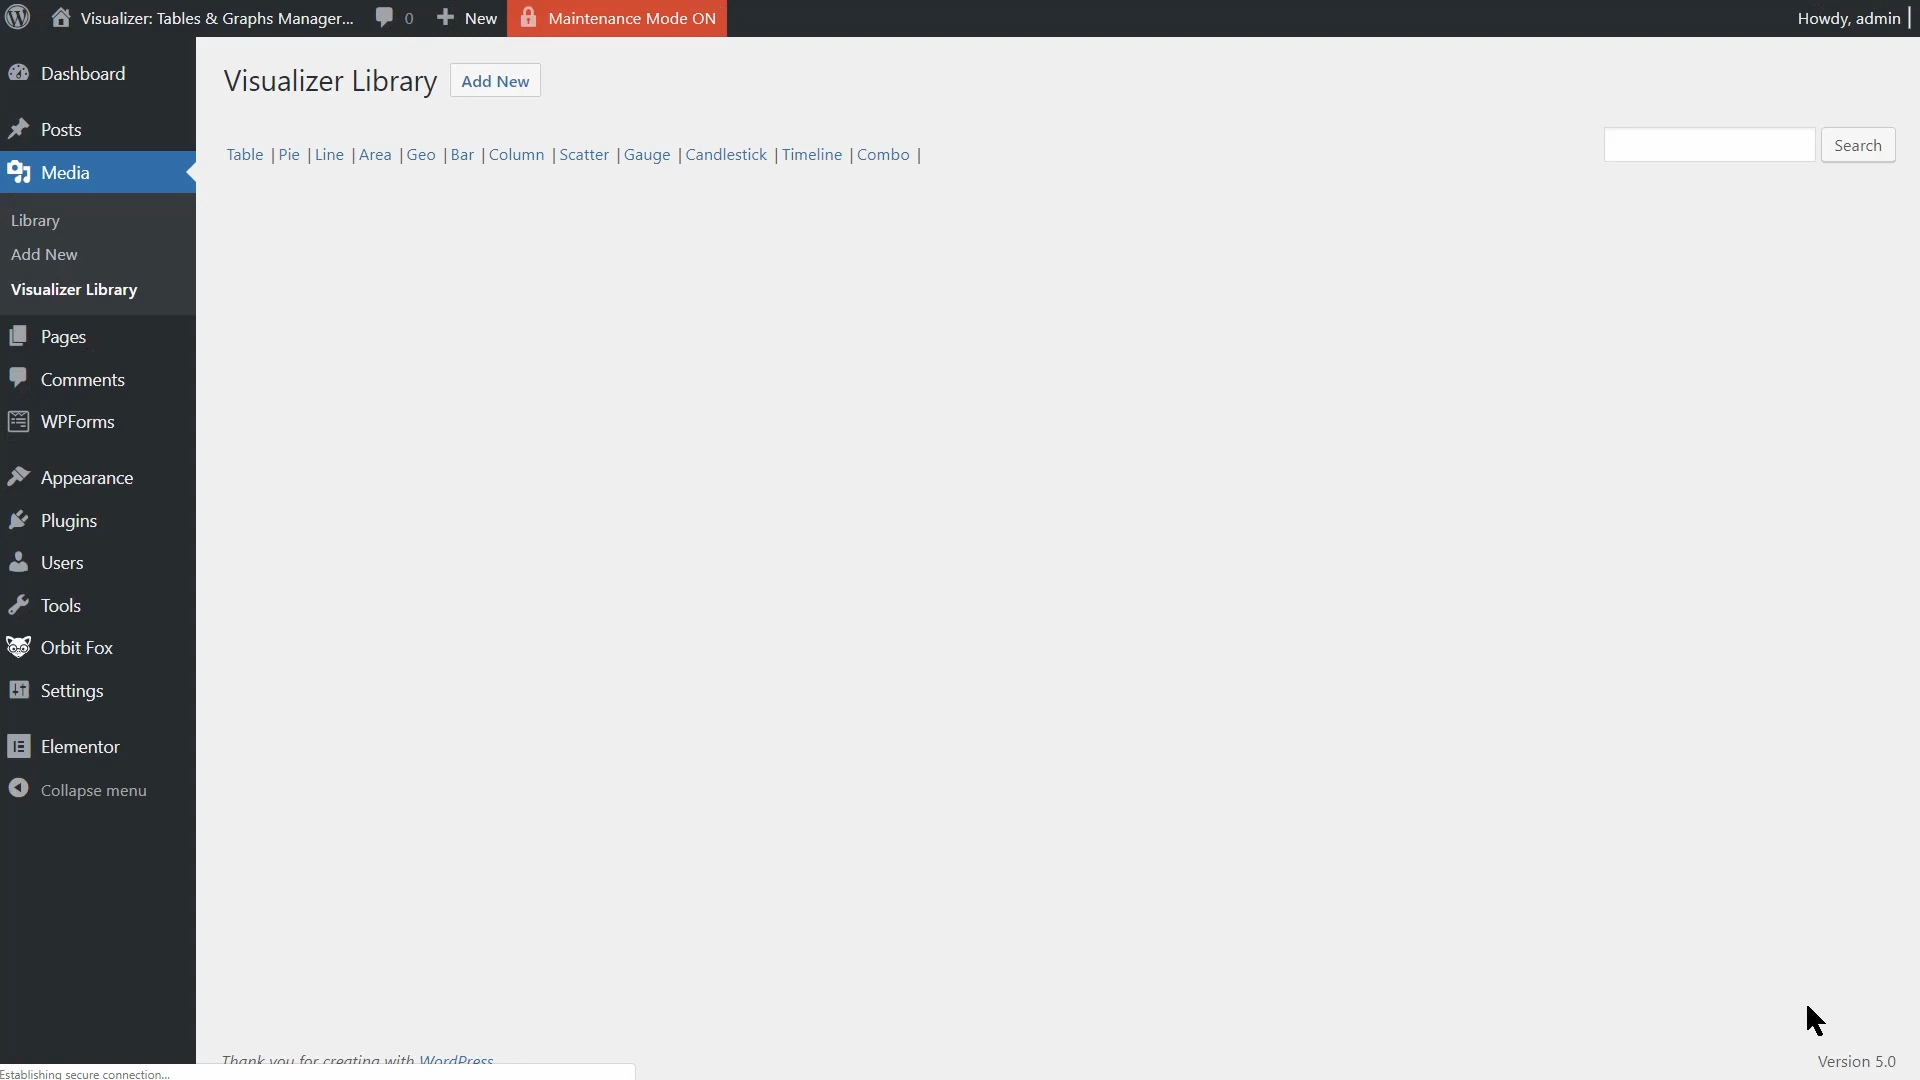 Visualizer: Tables & Graphs Manager... 0 New Maintenance Mode ON Howdy, admin
Dashboard
Posts
Media
Library
Add New
Visualizer Library
Pages
Comments
WPForms
Appearance
Plugins
Users
Tools
Orbit Fox
Settings
Elementor
Collapse menu
Visualizer Library Add New
Table | Pie | Line | Area | Geo | Bar | Column | Scatter | Gauge | Candlestick | Timeline | Combo |
Search
Thank you for creating with WordPress
Version 5.0
Establishing secure connection...